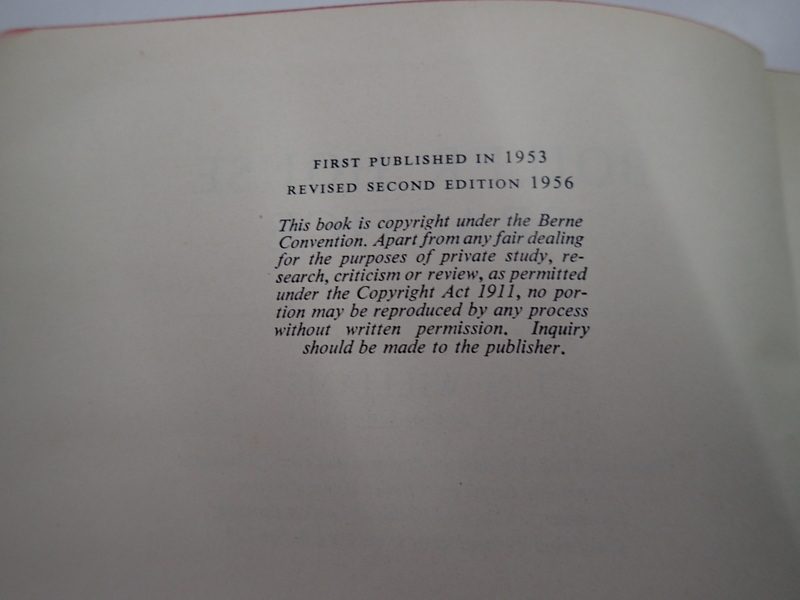 FIRST PUBLISHED IN 1953
REVISED SECOND EDITION 1956
This book is copyright under the Berne
Convention. Apart from any fair dealing
for the purposes of private study, re-
search, criticism or review, as permitted
under the Copyright Act 1911, no por-
tion may be reproduced by any process
without written permission. Inquiry
should be made to the publisher.